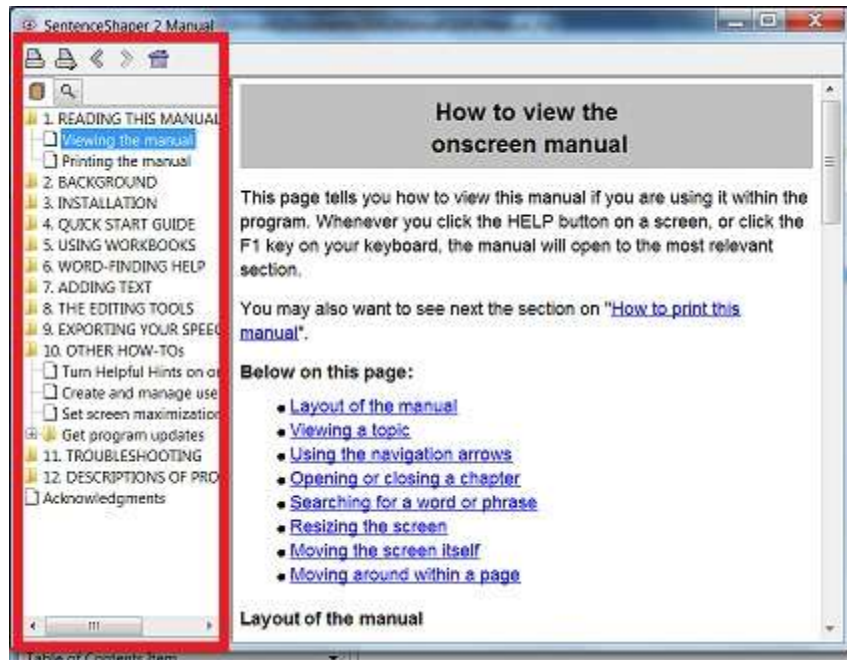 SentenceShaper 2 Manual
1. READING THIS MANUAL
Viewing the manual
Printing the manual
2. BACKGROUND
3. INSTALLATION
4. QUICK START GUIDE
5. USING WORKBOOKS
6. WORD-FINDING HELP
7. ADDING TEXT
8. THE EDITING TOOLS
9. EXPORTING YOUR SPEEC
10. OTHER HOW-TOs
Turn Helpful Hints on or
Create and manage use
Set screen maximization
Get program updates
11. TROUBLESHOOTING
12. DESCRIPTIONS OF PRO
Acknowledgments
How to view the
onscreen manual
This page tells you how to view this manual if you are using it within the
program. Whenever you click the HELP button on a screen, or click the
F1 key on your keyboard, the manual will open to the most relevant
section.
You may also want to see next the section on "How to print this
manual".
Below on this page:
Layout of the manual
Viewing a topic
Using the navigation arrows
Opening or closing a chapter
Searching for a word or phrase
Resizing the screen
Moving the screen itself
Moving around within a page
Layout of the manual
Table of Contents Item